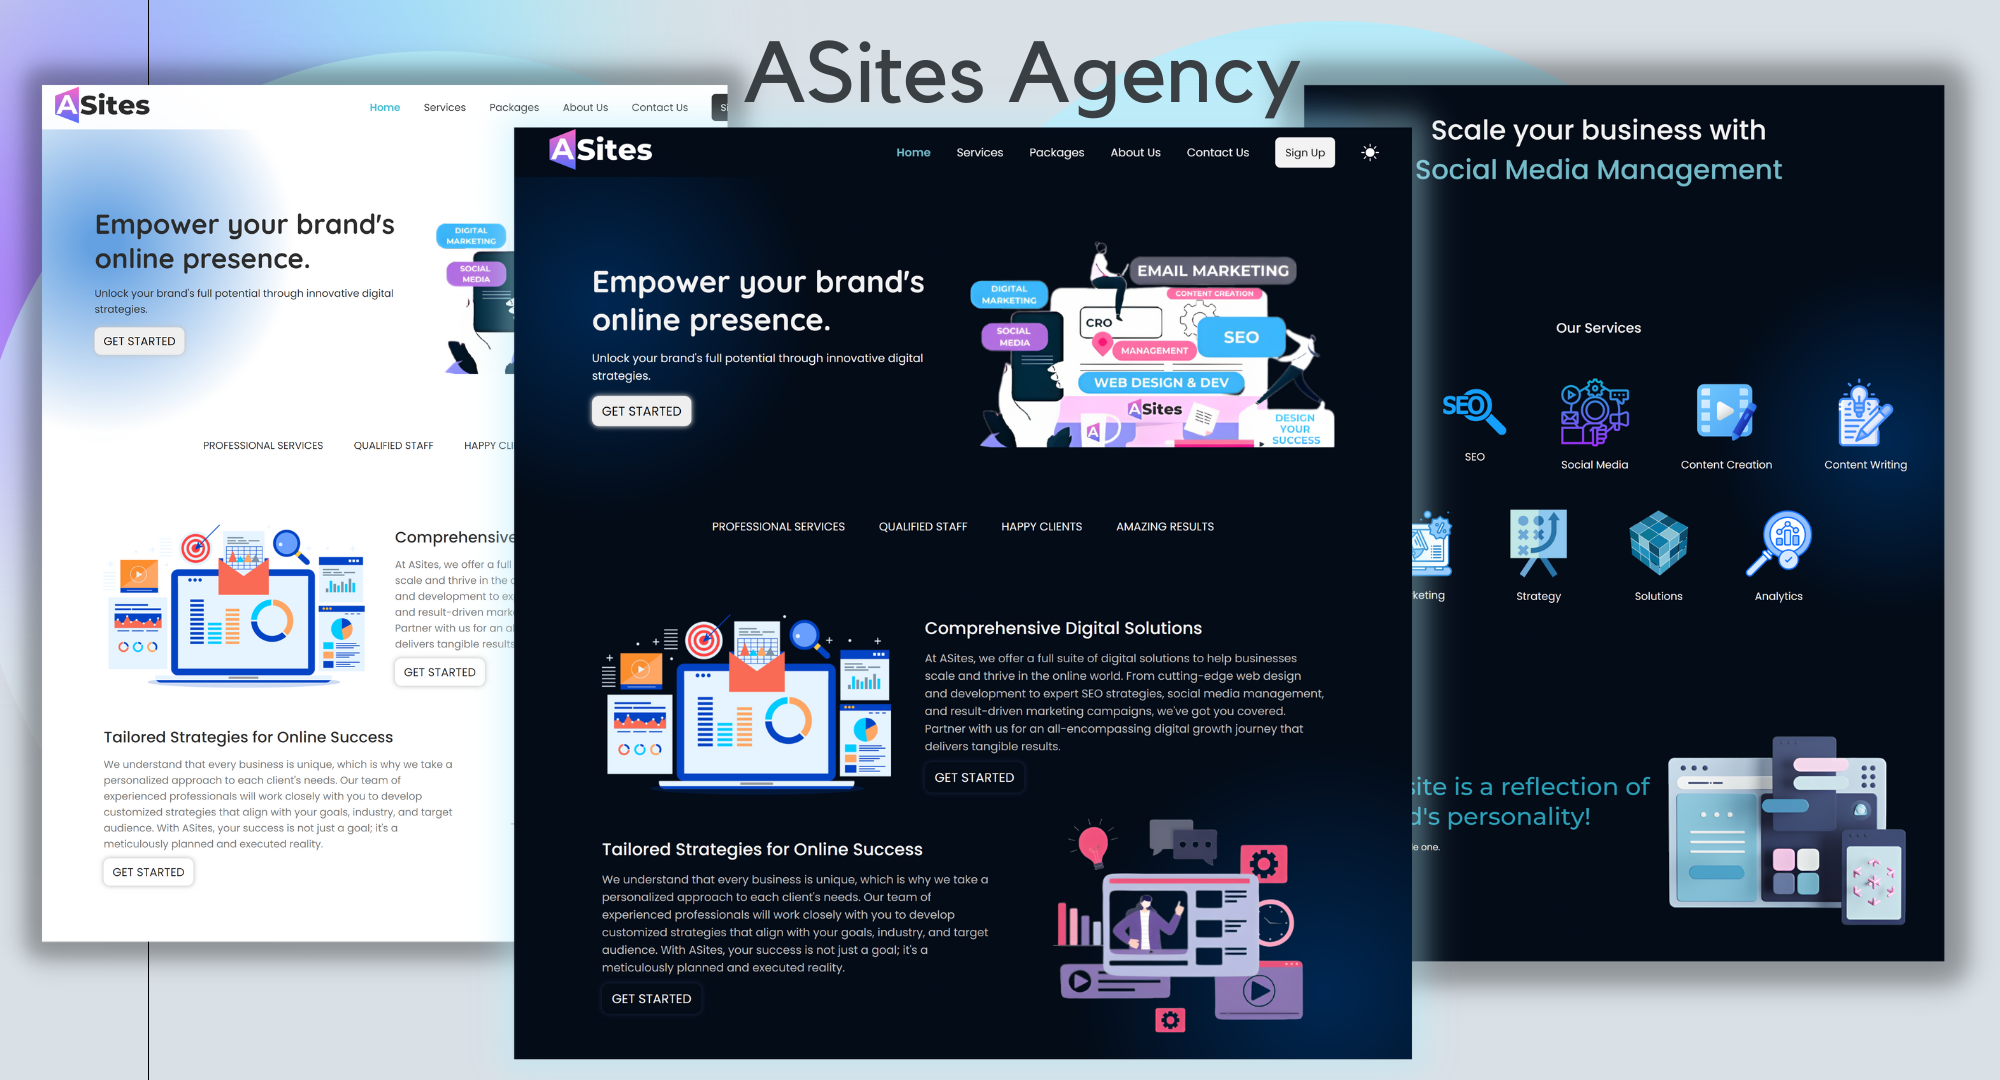 ASites Agency
ASites
Home
Services
Packages
About Us
Contact Us
Empower your brand's
online presence.
Unlock your brand's full potential through innovative digital
strategies.
GET STARTED
DIGITAL
MARKETING
SOCIAL
MEDIA
PROFESSIONAL SERVICES
QUALIFIED STAFF
HAPPY CLI
Comprehensive
At ASites, we offer a full
scale and thrive in the
and development to ex
and result-driven mark
Partner with us for an al
delivers tangible results
GET STARTED
Tailored Strategies for Online Success
We understand that every business is unique, which is why we take a
personalized approach to each client's needs. Our team of
experienced professionals will work closely with you to develop
customized strategies that align with your goals, industry, and target
audience. With ASites, your success is not just a goal; it's a
meticulously planned and executed reality.
GET STARTED
ASites
Home
Services
Packages
About Us
Contact Us
Sign Up
Empower your brand's
online presence.
Unlock your brand's full potential through innovative digital
strategies.
GET STARTED
DIGITAL
MARKETING
SOCIAL
MEDIA
EMAIL MARKETING
CONTENT CREATION
CRO
SEO
MANAGEMENT
WEB DESIGN & DEV
ASites
A
DESIGN
YOUR
SUCCESS
PROFESSIONAL SERVICES
QUALIFIED STAFF
HAPPY CLIENTS
AMAZING RESULTS
Comprehensive Digital Solutions
At ASites, we offer a full suite of digital solutions to help businesses
scale and thrive in the online world. From cutting-edge web design
and development to expert SEO strategies, social media management,
and result-driven marketing campaigns, we've got you covered.
Partner with us for an all-encompassing digital growth journey that
delivers tangible results.
GET STARTED
Tailored Strategies for Online Success
We understand that every business is unique, which is why we take a
personalized approach to each client's needs. Our team of
experienced professionals will work closely with you to develop
customized strategies that align with your goals, industry, and target
audience. With ASites, your success is not just a goal; it's a
meticulously planned and executed reality.
GET STARTED
Scale your business with
Social Media Management
Our Services
SEO
SEO
Social Media
Content Creation
Content Writing
keting
Strategy
Solutions
Analytics
site is a reflection of
d's personality!
le one.